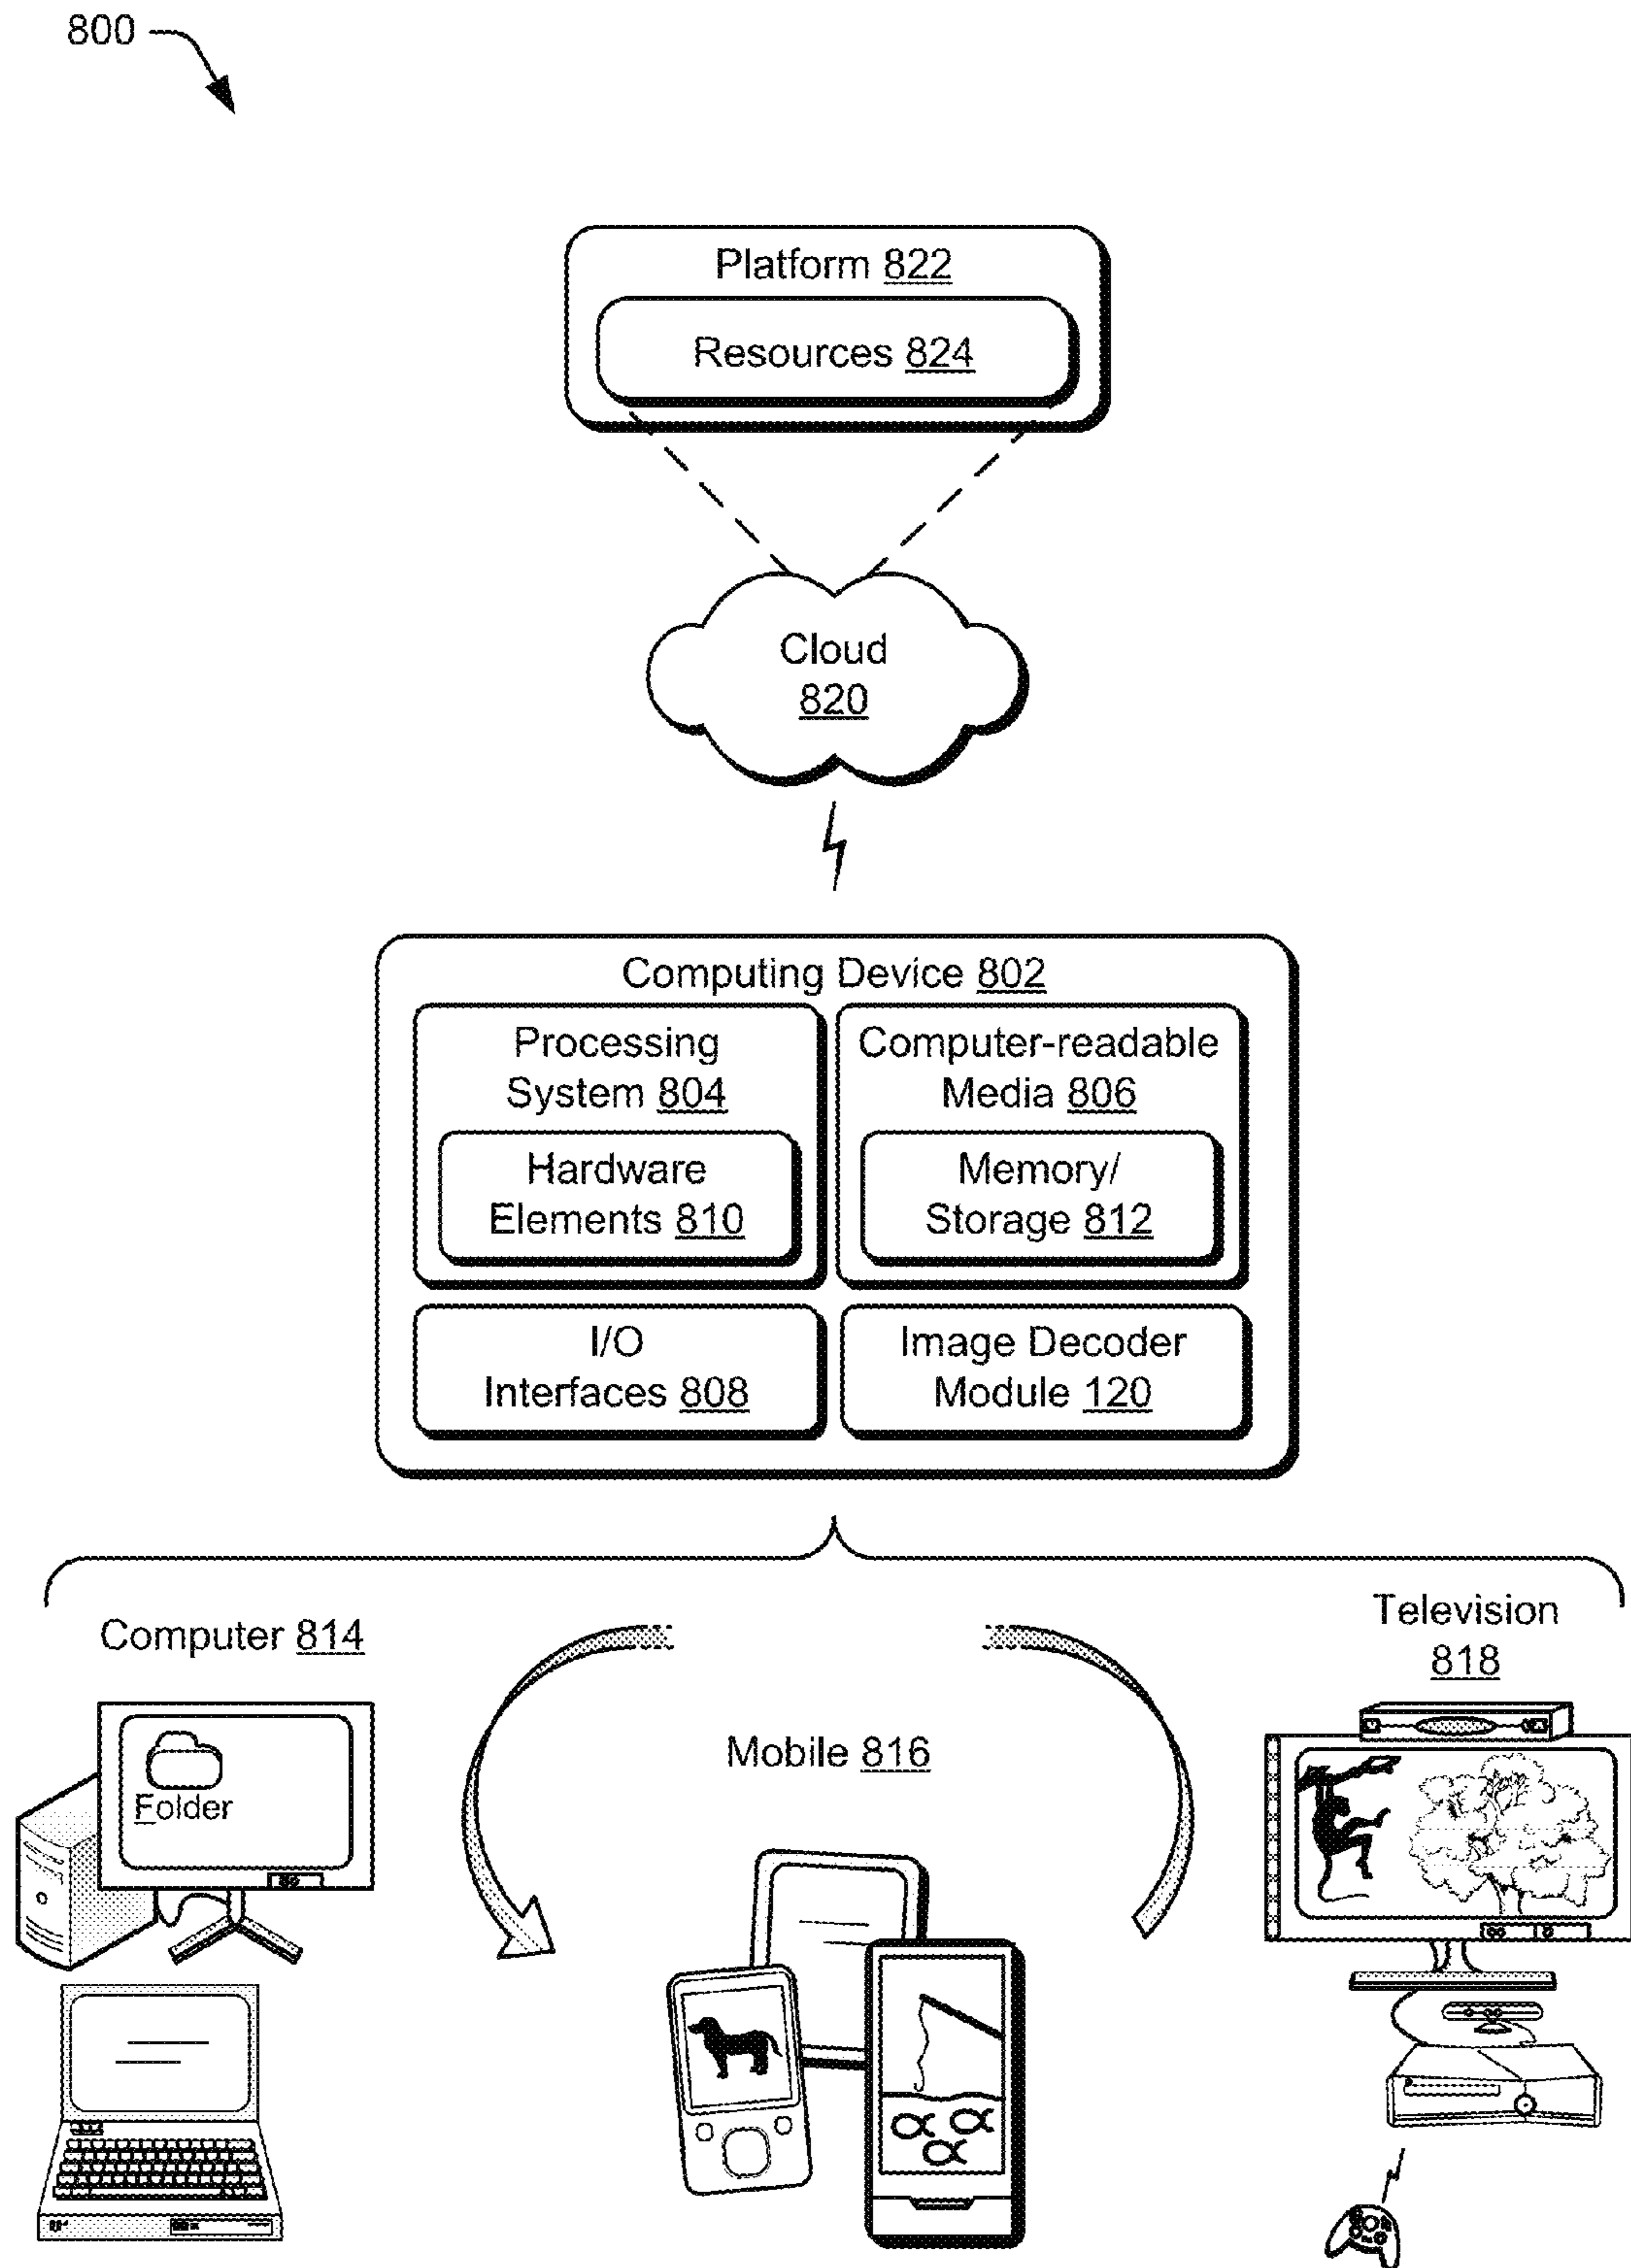 800
Platform 822
Resources 824
Cloud
820
Computing Device 802
Processing
System 804
Hardware
Elements 810
Computer-readable
Media 806
Memory/
Storage 812
I/O
Interfaces 808
Image Decoder
Module 120
Computer 814
Folder
Mobile 816
Television
818